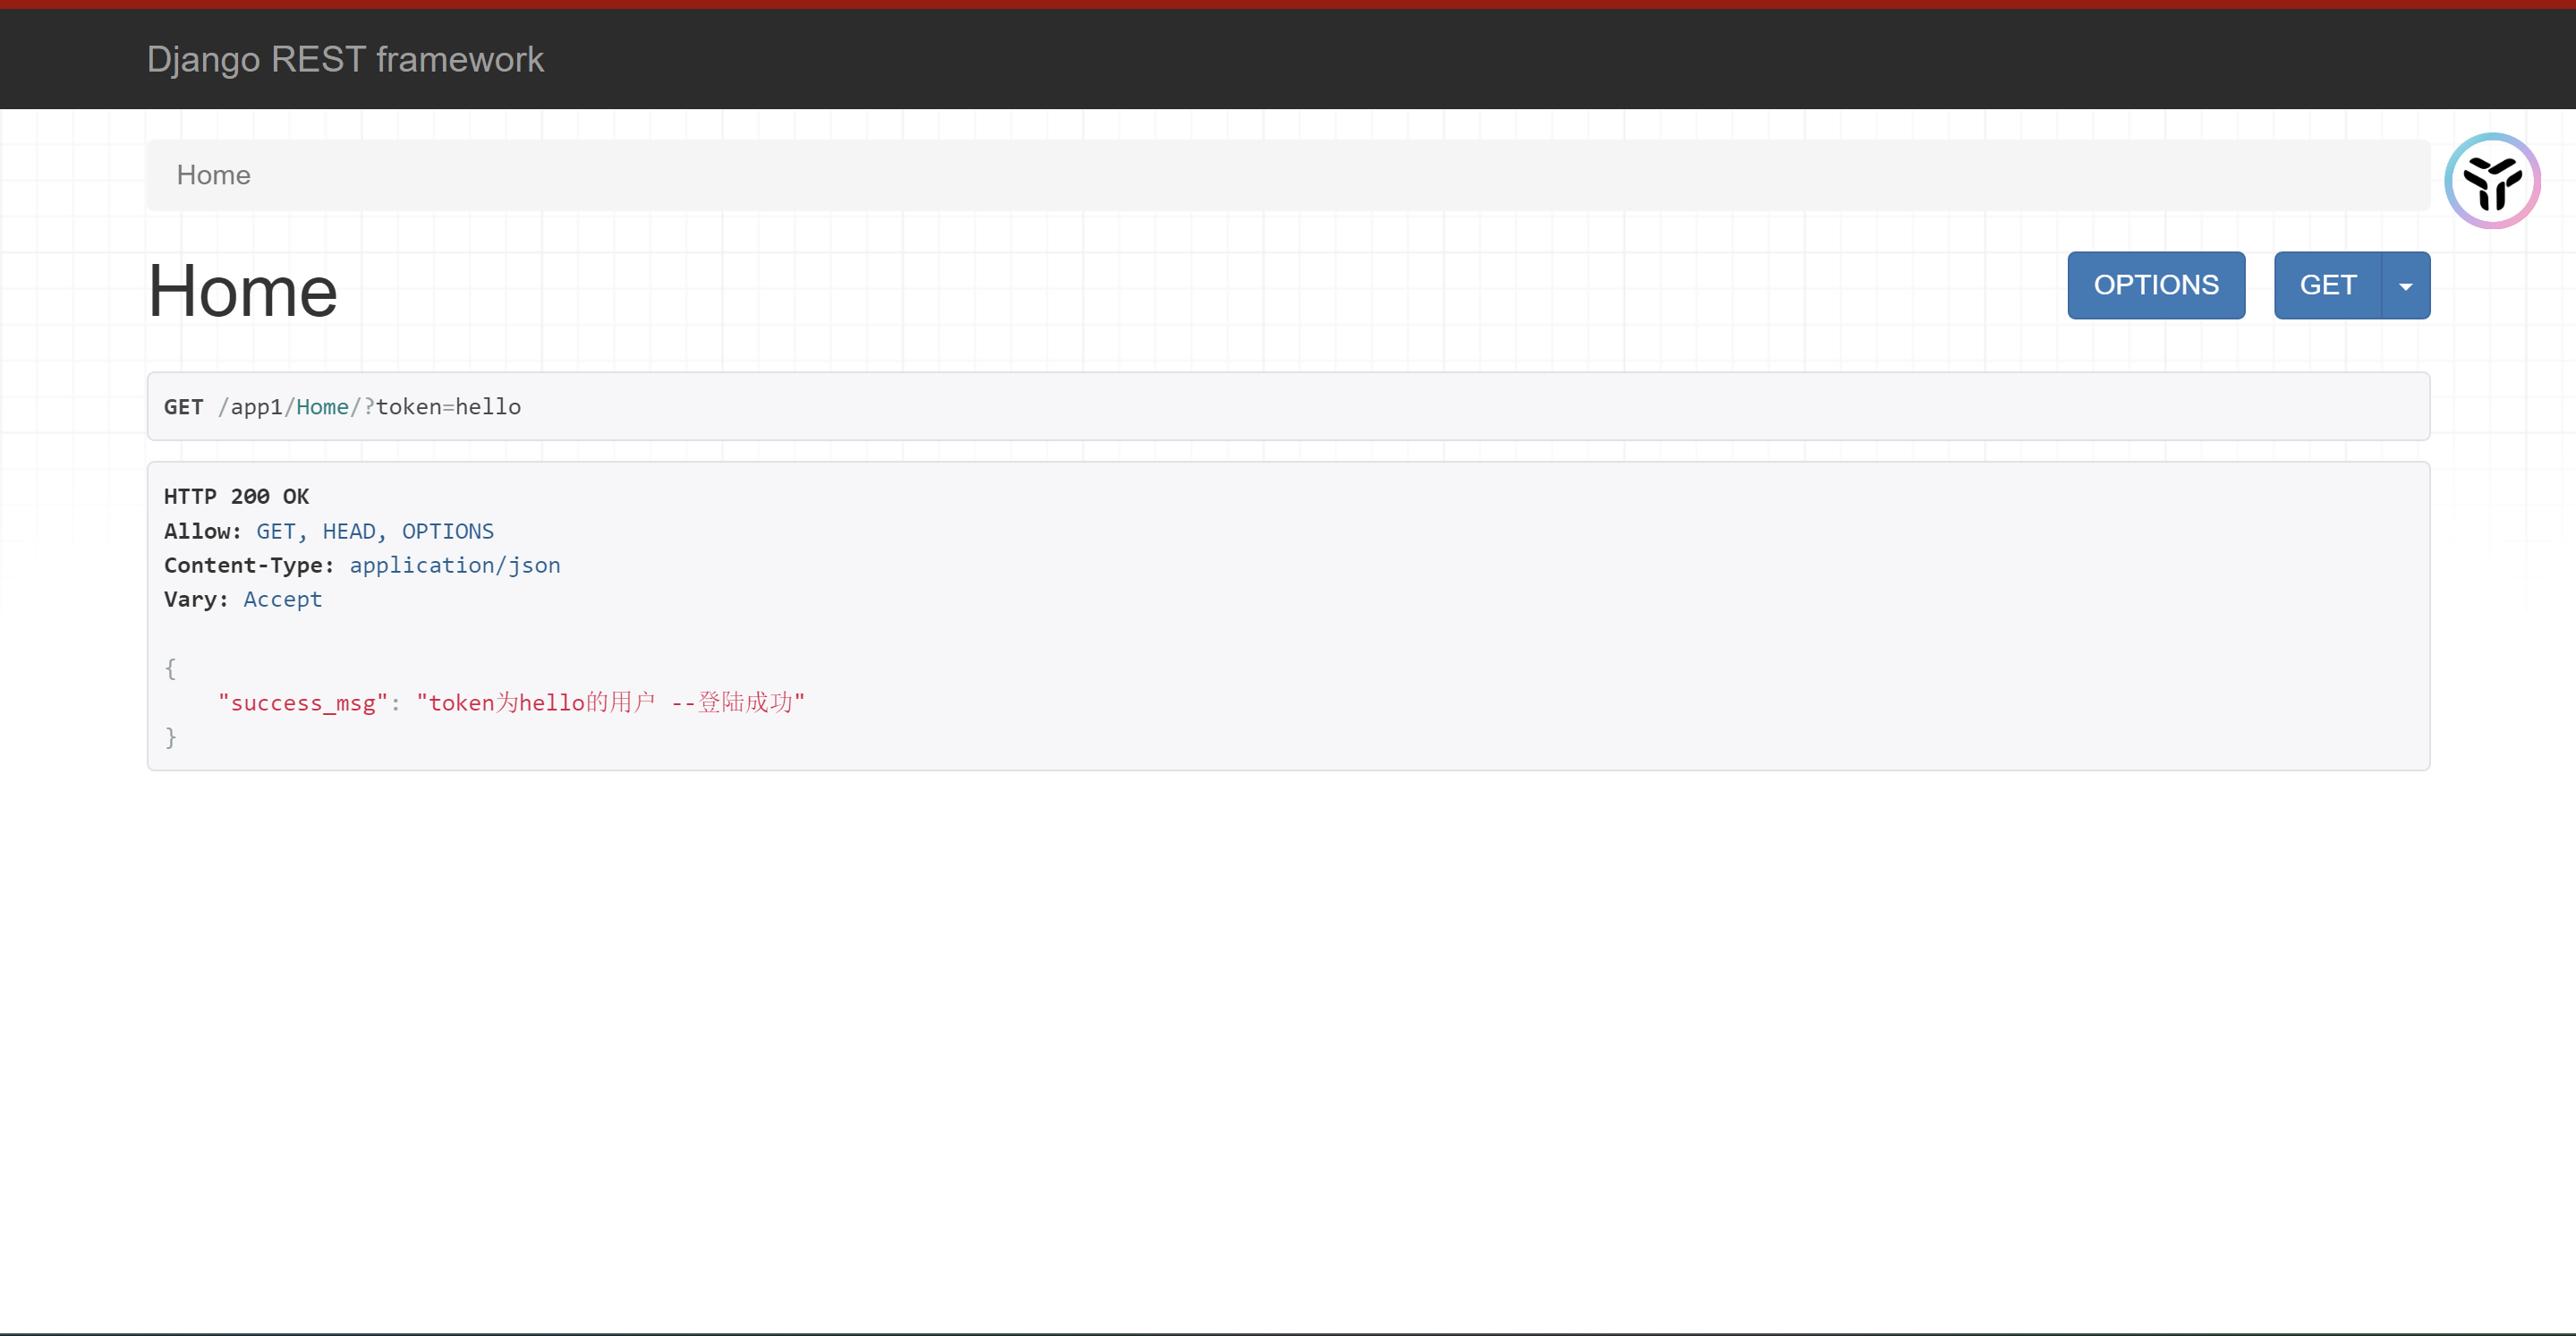 Django REST framework
Home
Home
OPTIONS
GET
GET /app1/Home/?token=hello
HTTP 200 OK
Allow: GET, HEAD, OPTIONS
Content-Type: application/json
Vary: Accept
{
    "success_msg": "token为hello的用户 --登陆成功"
}